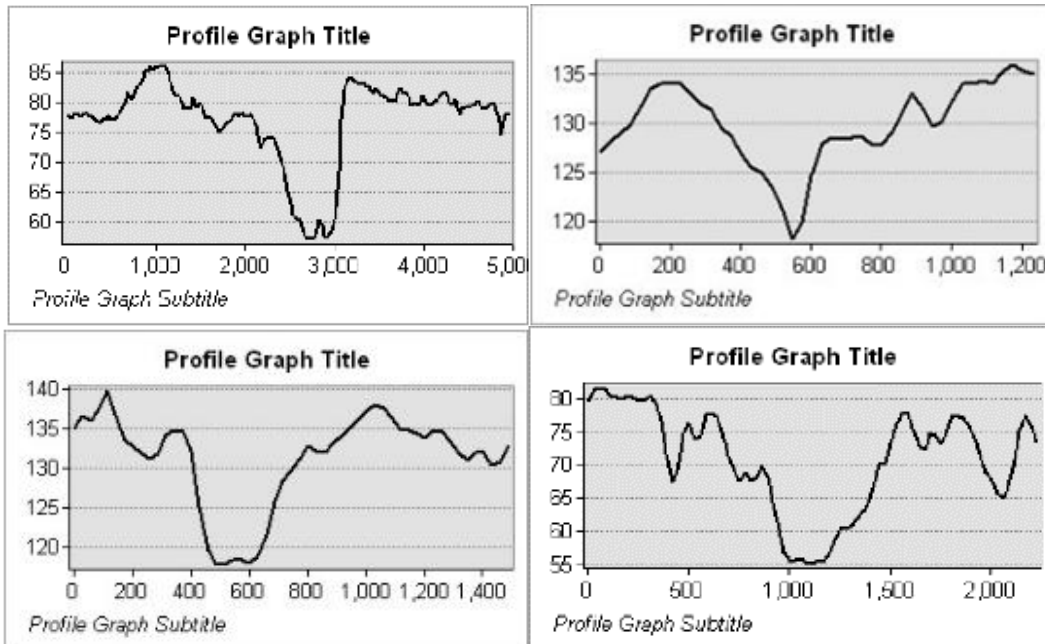 Profile Graph Title
85
80
75
70
65
60
0 1,000 2,000 3,000 4,000 5,00
Profile Graph Subtitle
Profile Graph Title
135
130
125
120
0 200 400 600 800 1,000 1,200
Profile Graph Subtitle
Profile Graph Title
140
135
130
125
120
0 200 400 600 800 1,000 1,200 1,400
Profile Graph Subtitle
Profile Graph Title
80
75
70
65
60
55
0 500 1,000 1,500 2,000
Profile Graph Subtitle